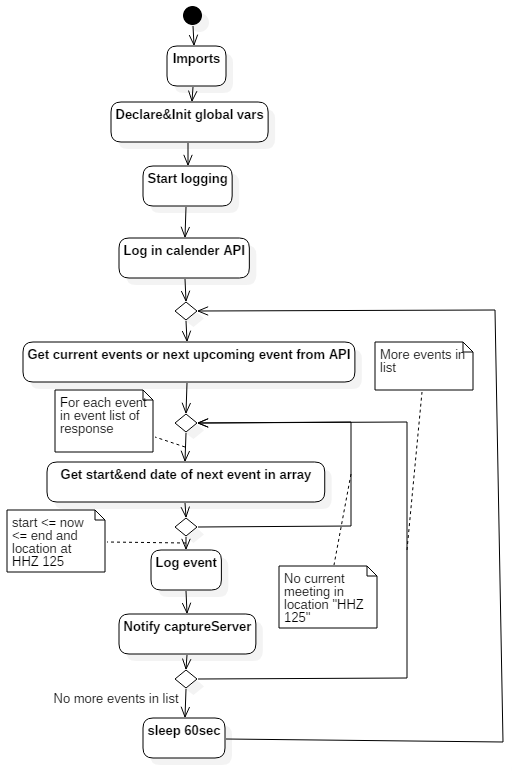 Imports
Declare&Init global vars
Start logging
Log in calender API
Get current events or next upcoming event from API
More events in
list
For each event
in event list of
response
Get start&end date of next event in array
start <= now
<= end and
location at
HHZ 125
Log event
No current
meeting in
location "HHZ
125"
Notify captureServer
No more events in list
sleep 60sec